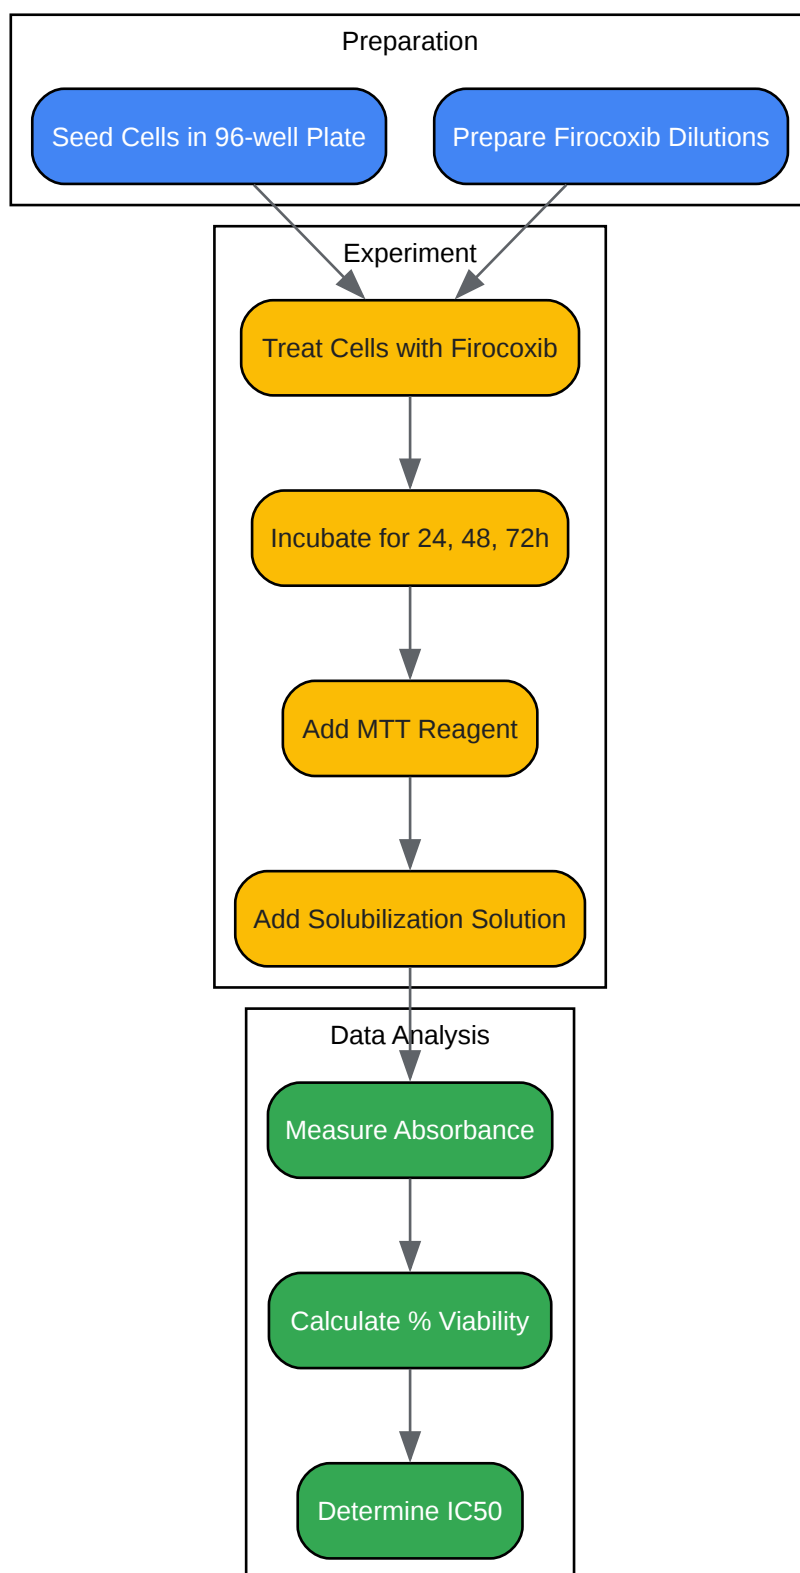 Preparation
Seed Cells in 96-well Plate
Prepare Firocoxib Dilutions
Experiment
Treat Cells with Firocoxib
Incubate for 24, 48, 72h
Add MTT Reagent
Add Solubilization Solution
Data Analysis
Measure Absorbance
Calculate % Viability
Determine IC50